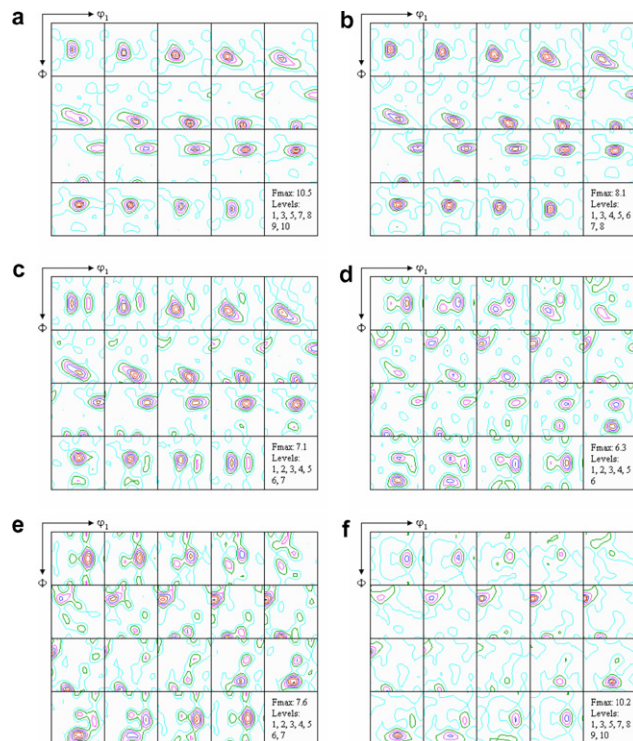 a
φ1
Φ
Fmax: 10.5
Levels:
1, 3, 5, 7, 8
9, 10
b
φ1
Φ
Fmax: 8.1
Levels:
1, 3, 4, 5, 6
7, 8
c
φ1
Φ
Fmax: 7.1
Levels:
1, 2, 3, 4, 5
6, 7
d
φ1
Φ
Fmax: 6.3
Levels:
1, 2, 3, 4, 5
6
e
φ1
Φ
Fmax: 7.6
Levels:
1, 2, 3, 4, 5
6, 7
f
φ1
Φ
Fmax: 10.2
Levels:
1, 3, 5, 7, 8
9, 10